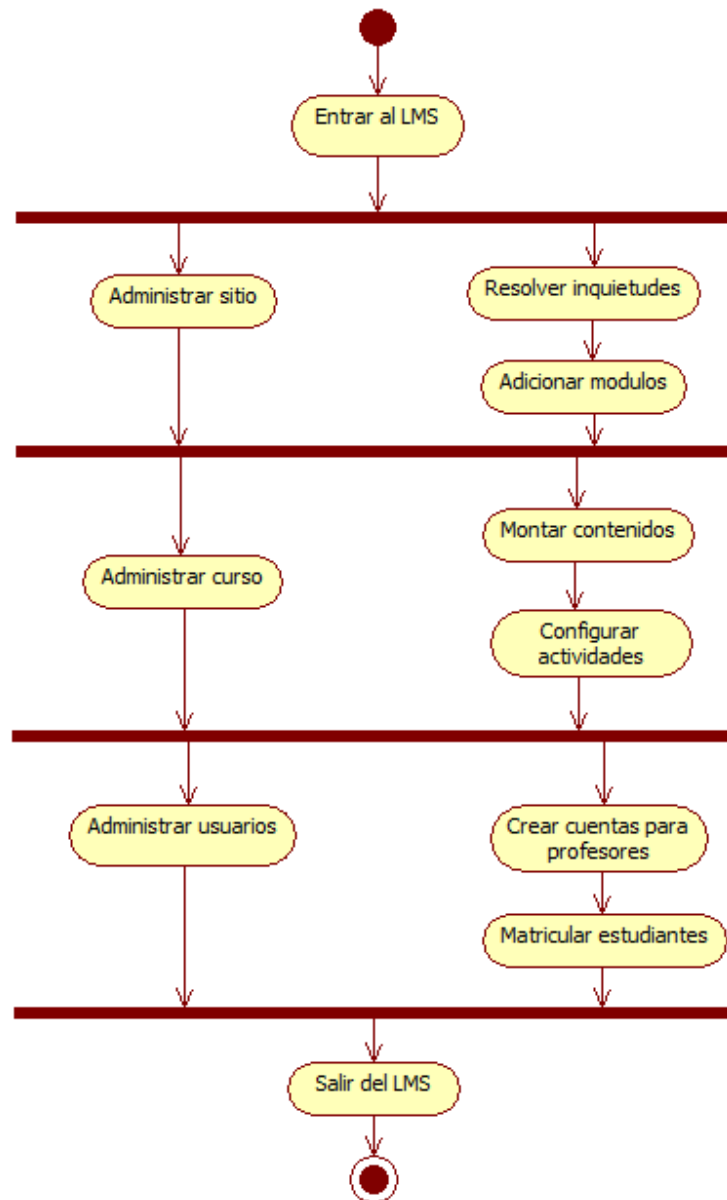 Entrar al LMS
Administrar sitio
Resolver inquietudes
Adicionar modulos
Administrar curso
Montar contenidos
Configurar
actividades
Administrar usuarios
Crear cuentas para
profesores
Matricular estudiantes
Salir del LMS